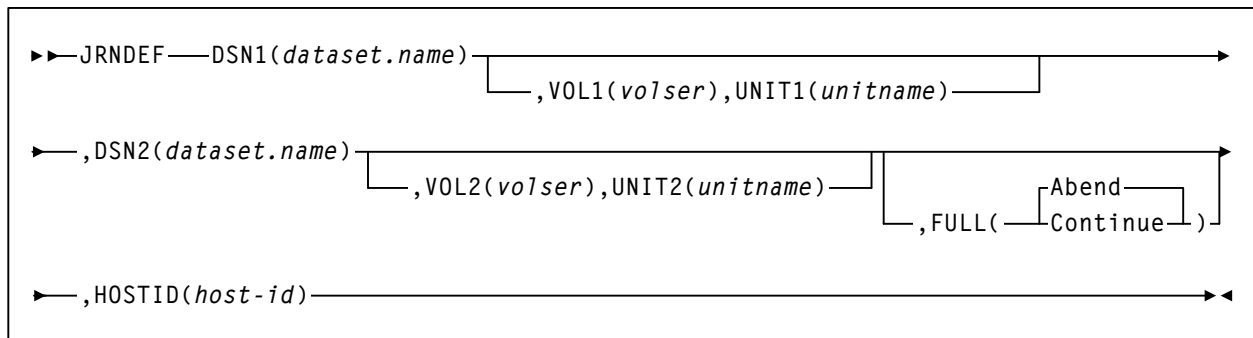 JRNDEF DSN1(dataset.name)
,VOL1(volser),UNIT1(unitname)
,DSN2(dataset.name)
,VOL2(volser),UNIT2(unitname)
Abend
,FULL( Continue )
,HOSTID(host-id)